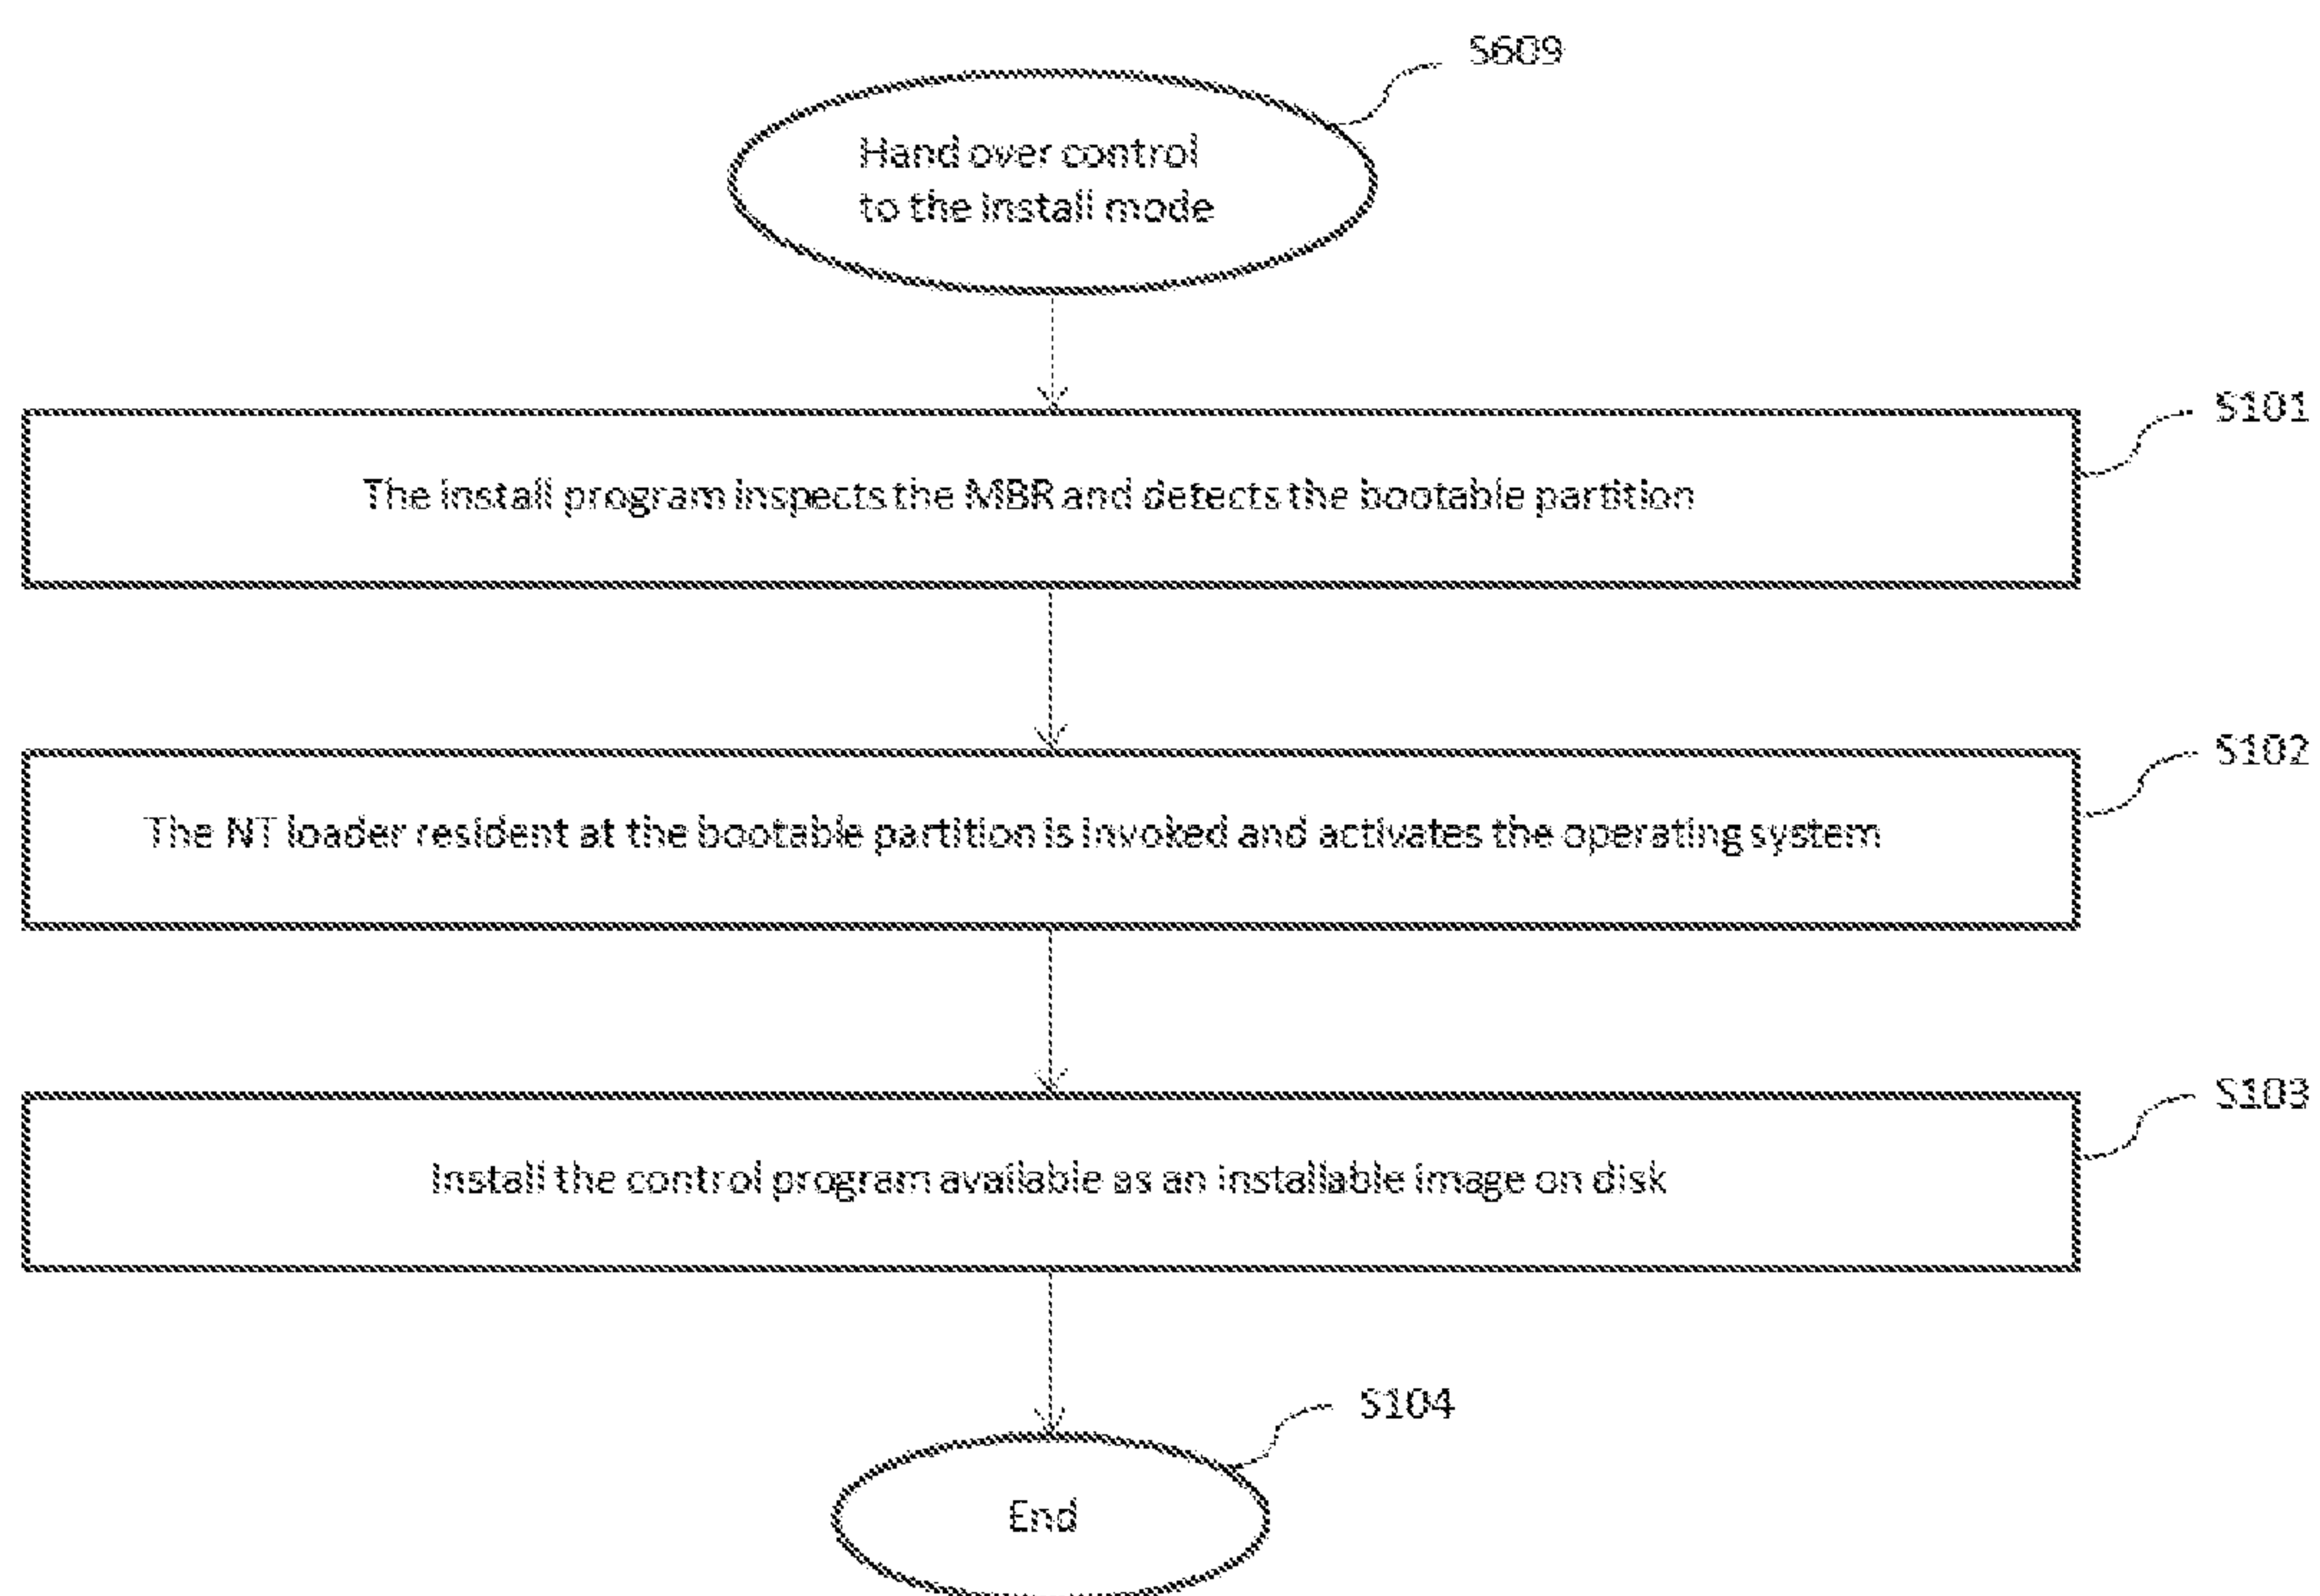 S609
Hand over control
to the install mode
S101
The install program inspects the MBR and detects the bootable partition
S102
The NT loader resident at the bootable partition is invoked and activates the operating system
S103
Install the control program available as an installable image on disk
S104
End